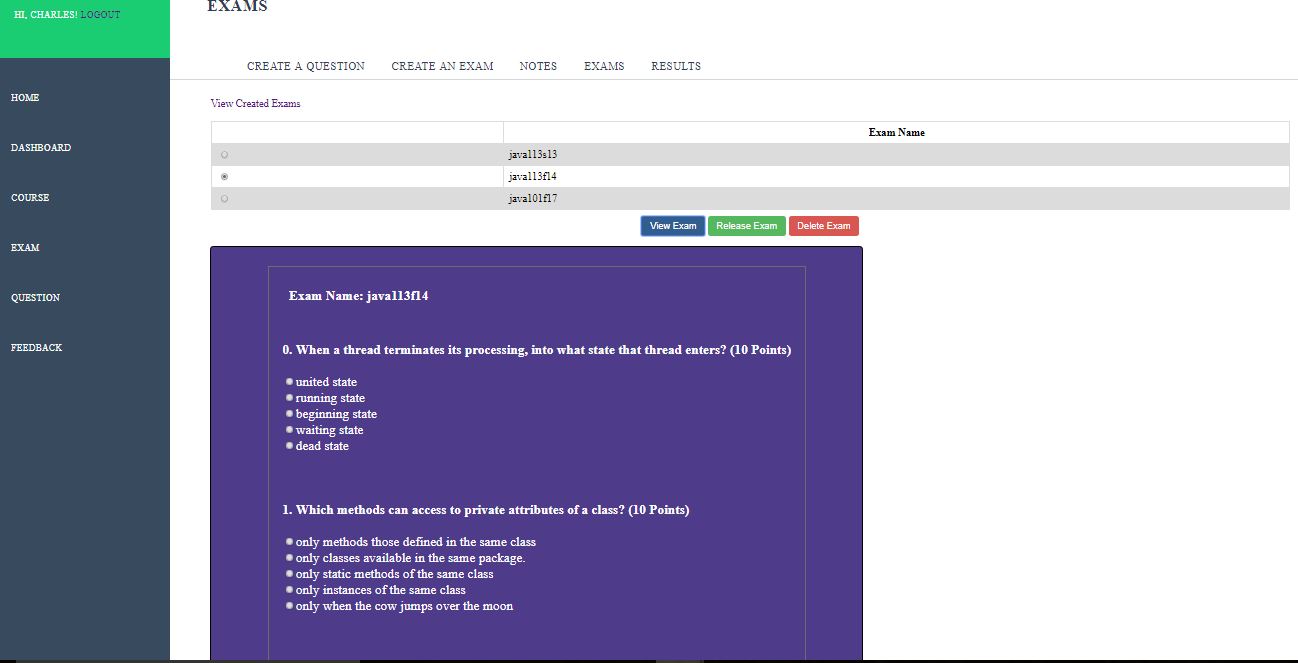 EXAMS
HI, CHARLES! LOGOUT
CREATE A QUESTION CREATE AN EXAM NOTES EXAMS RESULTS
HOME
DASHBOARD
COURSE
EXAM
QUESTION
FEEDBACK
View Created Exams
Exam Name
java113s13
java113f14
java101f17
View Exam Release Exam Delete Exam
Exam Name: java113f14
0. When a thread terminates its processing, into what state that thread enters? (10 Points)
united state
running state
beginning state
waiting state
dead state
1. Which methods can access to private attributes of a class? (10 Points)
only methods those defined in the same class
only classes available in the same package.
only static methods of the same class
only instances of the same class
only when the cow jumps over the moon